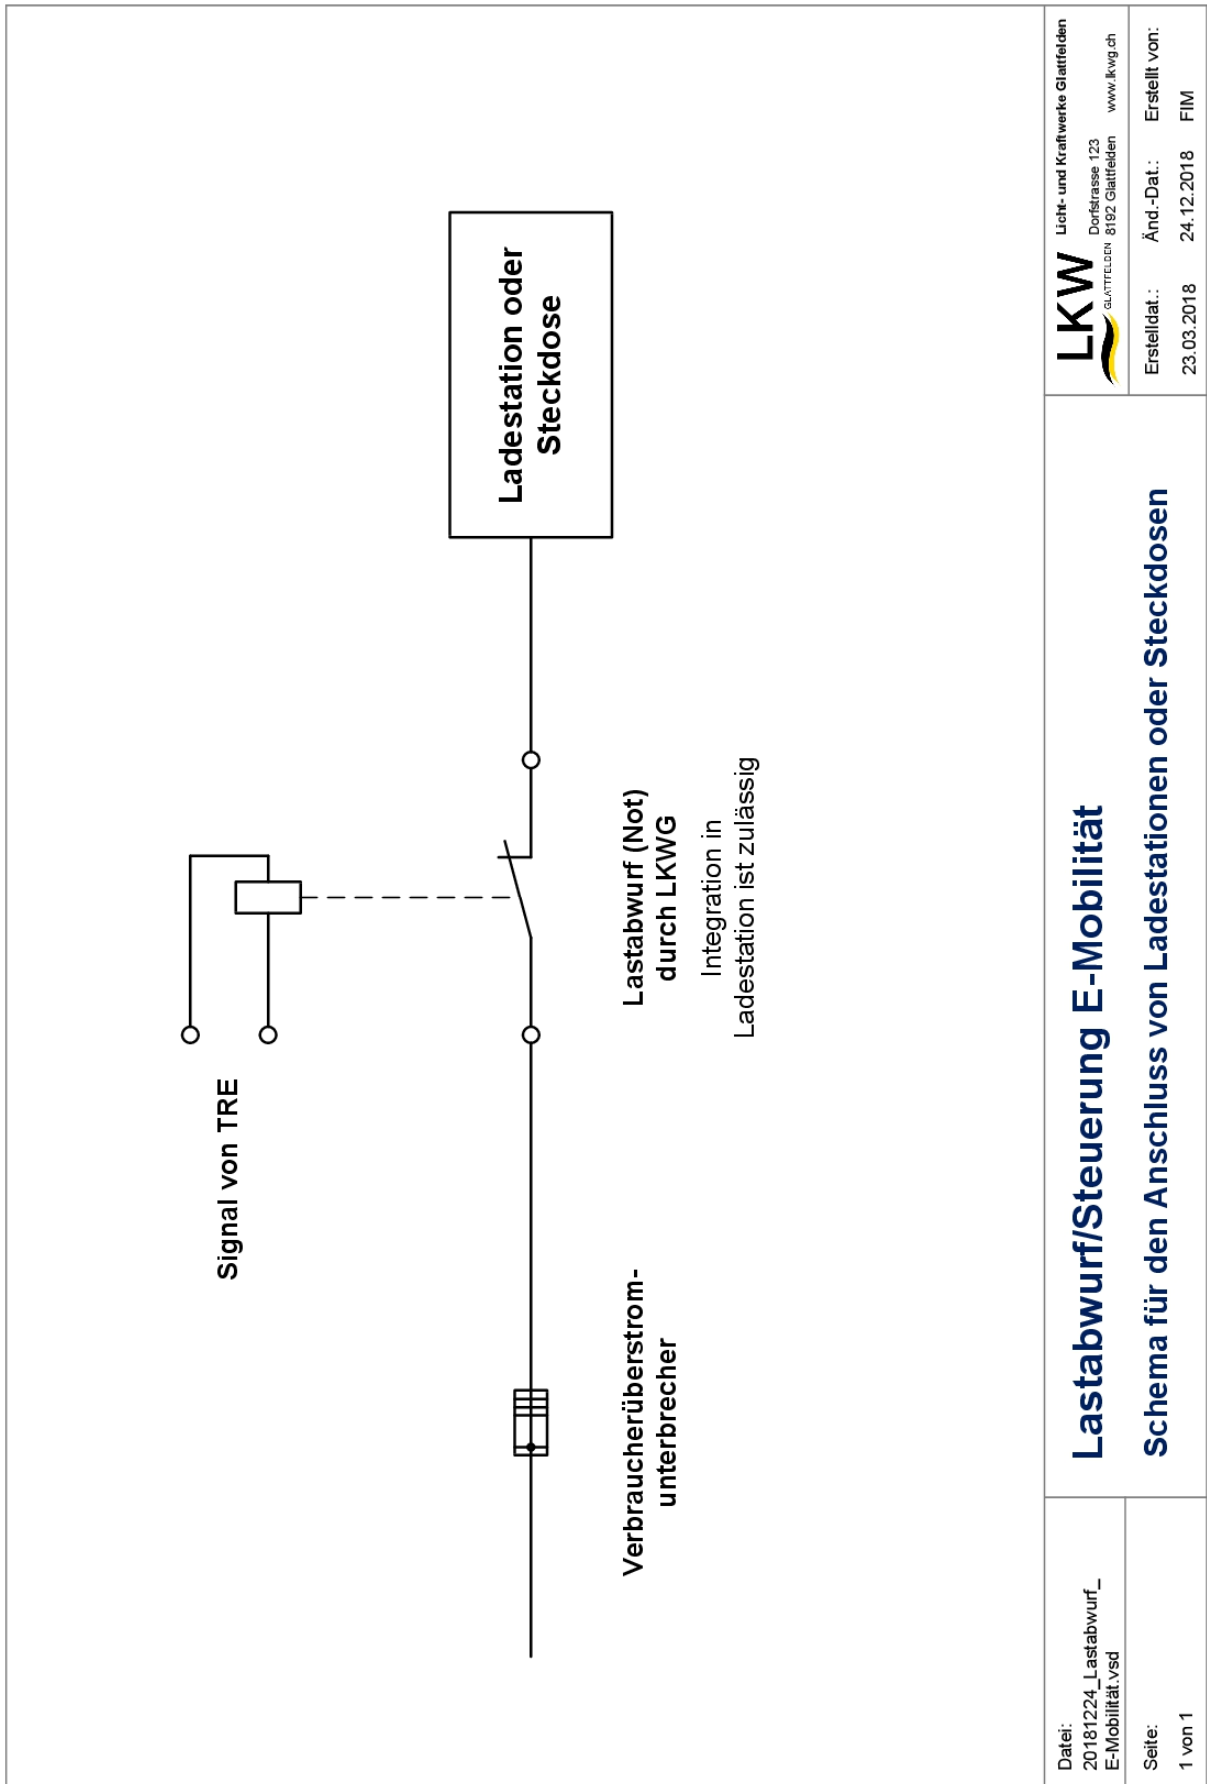 Signal von TRE
Ladestation oder
Steckdose
Verbraucherüberstrom-
unterbrecher
Lastabwurf (Not)
durch LKWG
Integration in
Ladestation ist zulässig
Datei:
20181224_Lastabwurf_
E-Mobilität.vsd
Seite:
1 von 1
Lastabwurf/Steuerung E-Mobilität
Schema für den Anschluss von Ladestationen oder Steckdosen
LKW
GLATTFELDEN
Licht- und Kraftwerke Glattfelden
Dorfstrasse 123
8192 Glattfelden www.lkwg.ch
Erstelldat.: Änd.-Dat.: Erstellt von:
23.03.2018 24.12.2018 FIM